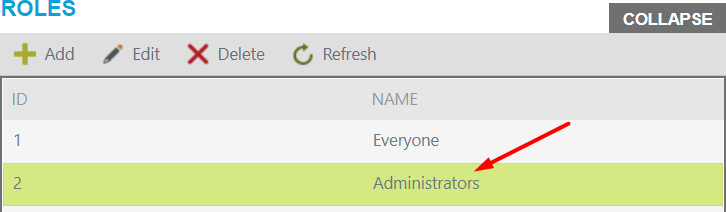 ROLES
COLLAPSE
Add Edit Delete Refresh
ID NAME
1 Everyone
2 Administrators